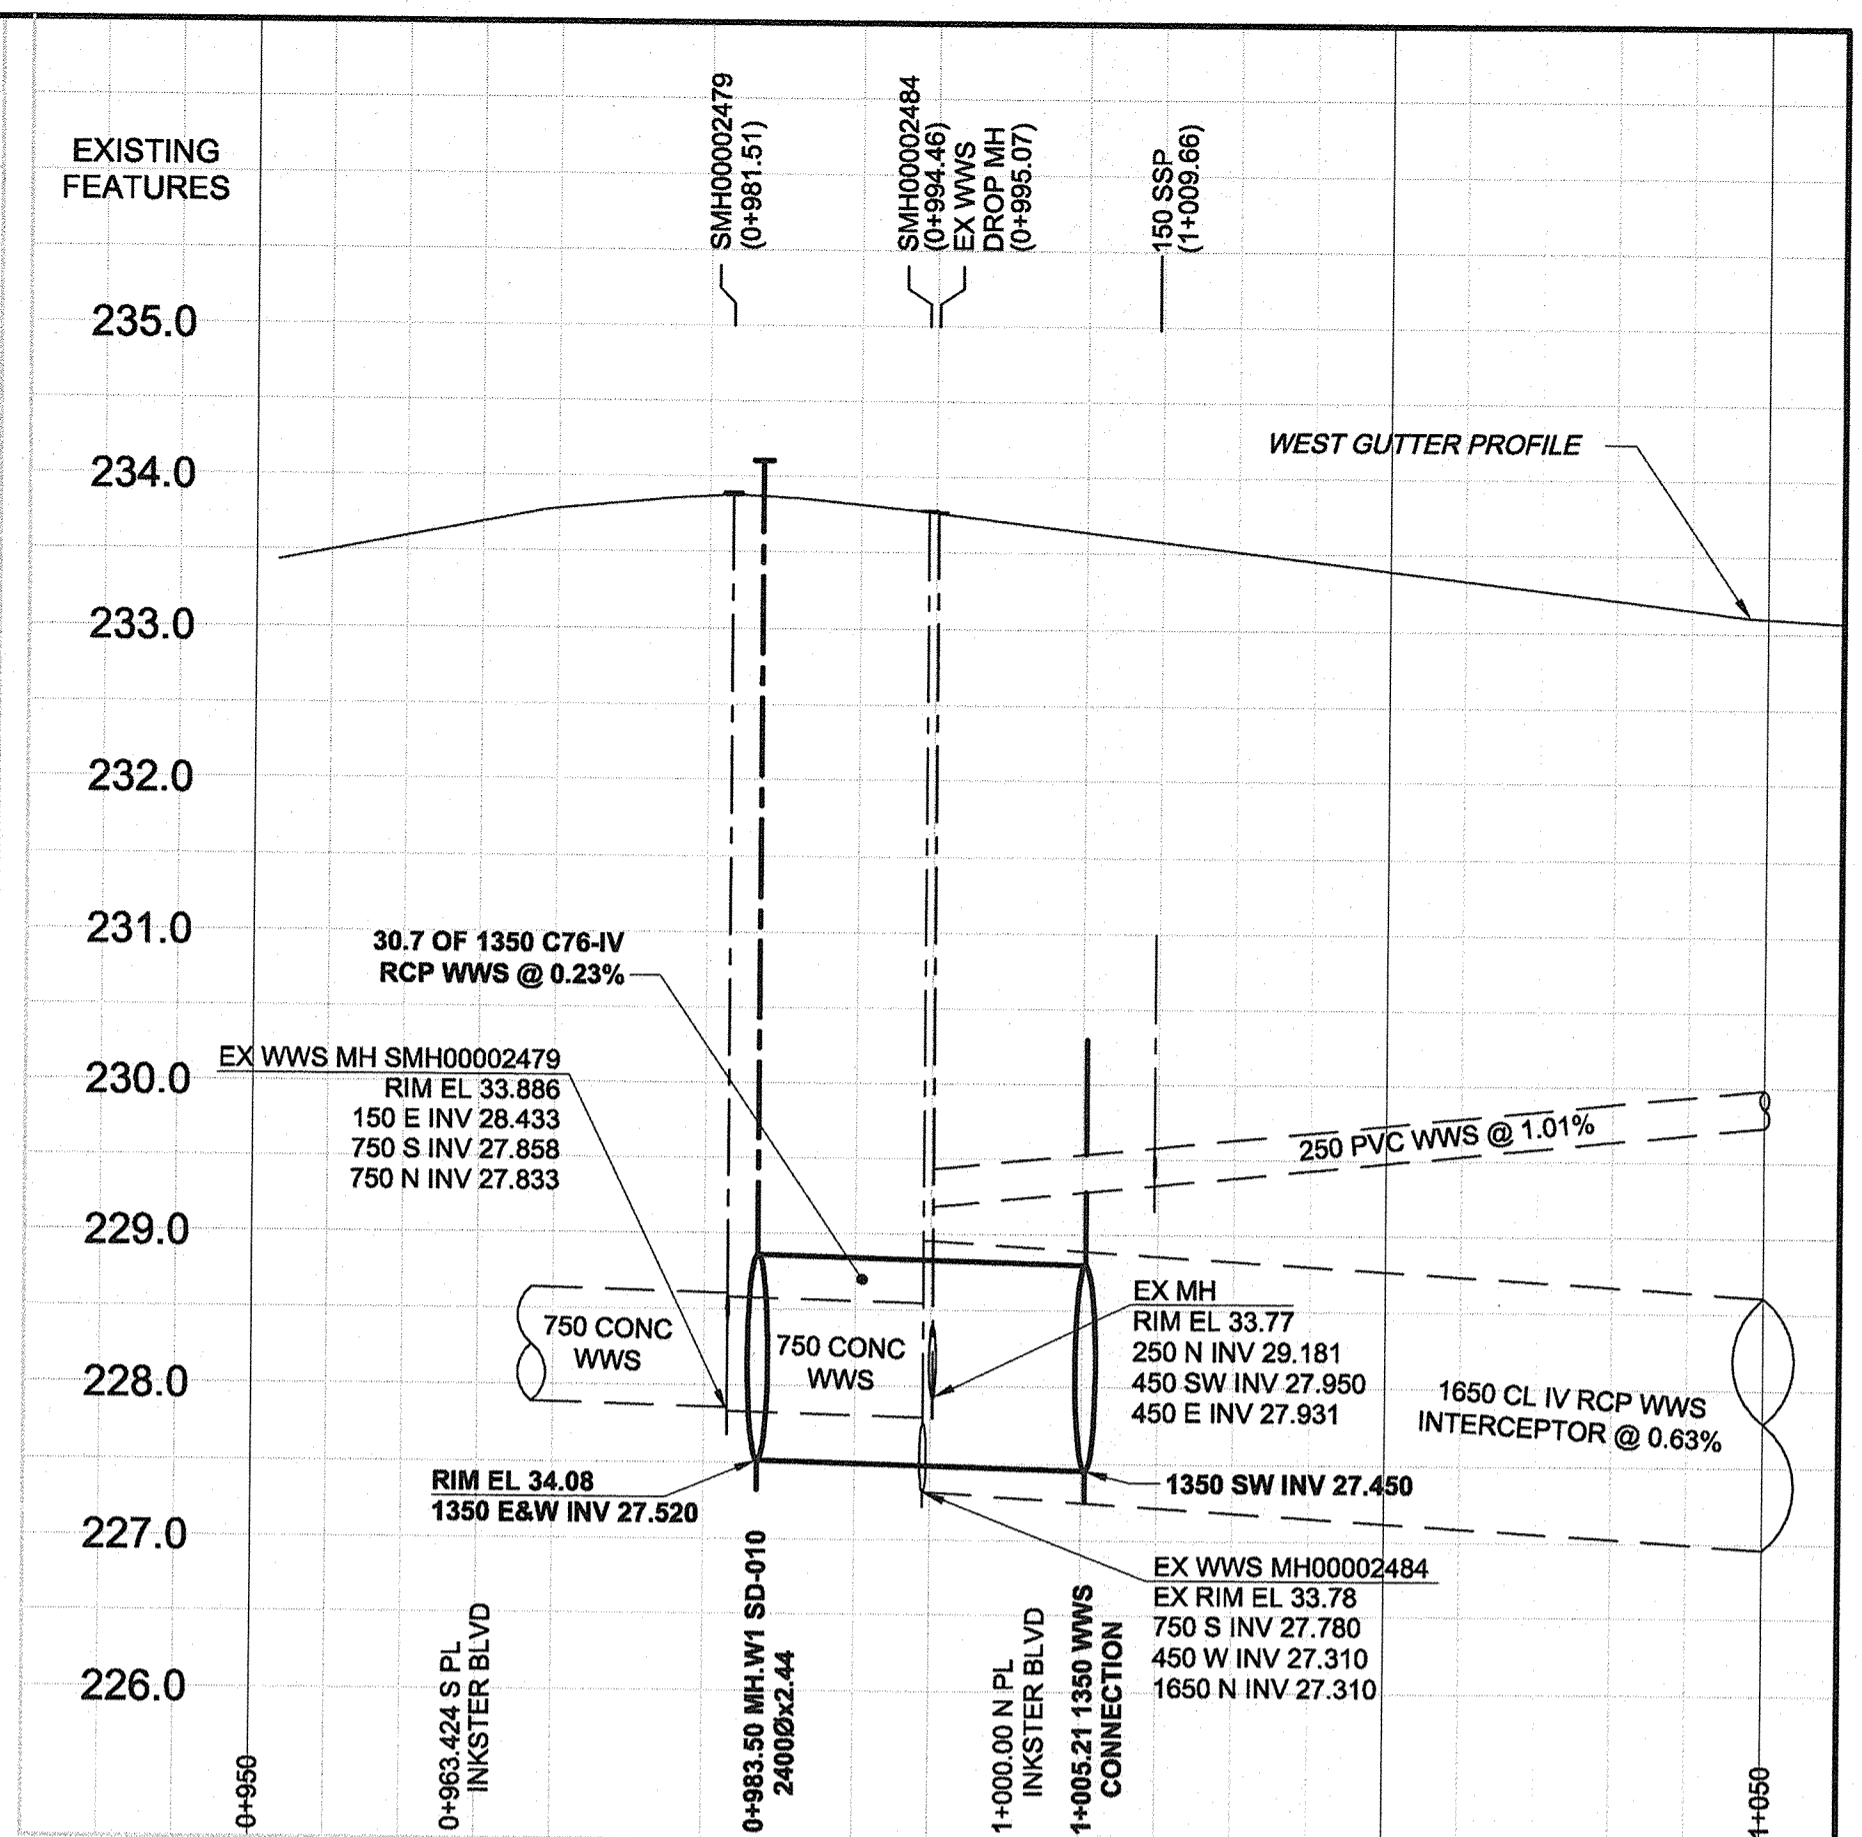 EXISTING
FEATURES
SMH00002479
(0+981.51)
SMH00002484
(0+994.46)
EX WWS
DROP MH
(0+995.07)
150 SSP
(1+009.66)
235.0
WEST GUTTER PROFILE
234.0
233.0
232.0
231.0
30.7 OF 1350 C76-IV
RCP WWS @ 0.23%
230.0
EX WWS MH SMH00002479
RIM EL 33.886
150 E INV 28.433
750 S INV 27.858
750 N INV 27.833
250 PVC WWS @ 1.01%
229.0
750 CONC
WWS
750 CONC
WWS
EX MH
RIM EL 33.77
250 N INV 29.181
450 SW INV 27.950
450 E INV 27.931
228.0
1650 CL IV RCP WWS
INTERCEPTOR @ 0.63%
RIM EL 34.08
1350 E&W INV 27.520
1350 SW INV 27.450
227.0
EX WWS MH00002484
EX RIM EL 33.78
750 S INV 27.780
450 W INV 27.310
1650 N INV 27.310
226.0
0+950
0+963.424 S PL
INKSTER BLVD
0+983.50 MH.W1 SD-010
2400Øx2.44
1+000.00 N PL
INKSTER BLVD
1+005.21 1350 WWS
CONNECTION
1+050